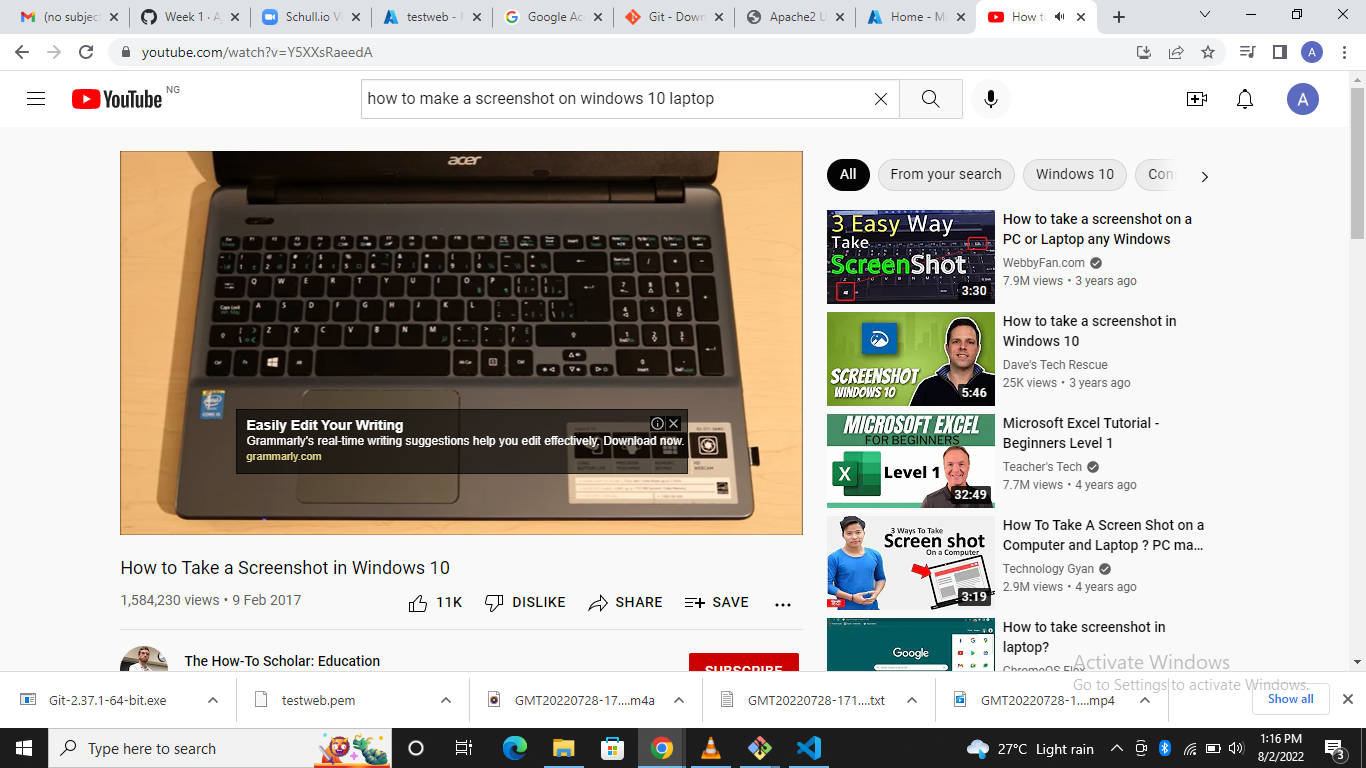 (no subjec
Week 1 · A
Schull.io V
testweb -
Google Acc
Git - Down
Apache2 U
Home - Mi
How to
youtube.com/watch?v=Y5XXsRaeedA
A
YouTube NG
how to make a screenshot on windows 10 laptop
A
acer
Easily Edit Your Writing
Grammarly's real-time writing suggestions help you edit effectively. Download now.
grammarly.com
How to Take a Screenshot in Windows 10
1,584,230 views • 9 Feb 2017
11K
DISLIKE
SHARE
SAVE
The How-To Scholar: Education
SUBSCRIBE
All
From your search
Windows 10
Con
3 Easy Way
Take
ScreenShot
3:30
How to take a screenshot on a
PC or Laptop any Windows
WebbyFan.com
7.9M views • 3 years ago
SCREENSHOT
WINDOWS 10
5:46
How to take a screenshot in
Windows 10
Dave's Tech Rescue
25K views • 3 years ago
MICROSOFT EXCEL
FOR BEGINNERS
X
Level 1
32:49
Microsoft Excel Tutorial -
Beginners Level 1
Teacher's Tech
7.7M views • 4 years ago
3 Ways To Take
Screen shot
On a Computer
3:19
How To Take A Screen Shot on a
Computer and Laptop ? PC ma...
Technology Gyan
2.9M views • 4 years ago
Google
How to take screenshot in
laptop?
ChromeOS Flex
Activate Windows
Go to Settings to activate Windows.
Git-2.37.1-64-bit.exe
testweb.pem
GMT20220728-17....m4a
GMT20220728-171....txt
GMT20220728-1....mp4
Show all
Type here to search
27°C Light rain
1:16 PM
8/2/2022
3